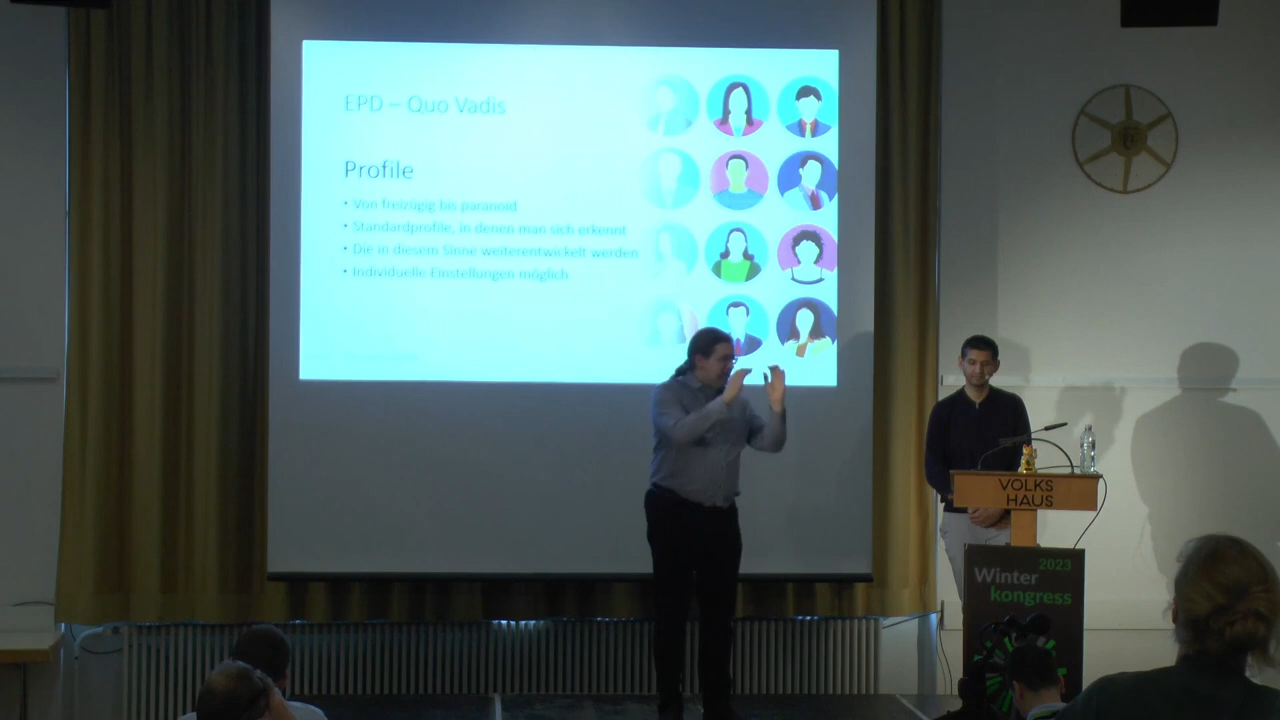 EPD – Quo Vadis
Profile
• Von freizügig bis paranoid
• Standardprofile, in denen man sich erkennt
• Die in diesem Sinne weiterentwickelt werden
• Individuelle Einstellungen möglich
VOLKS
HAUS
2023
Winter
kongress